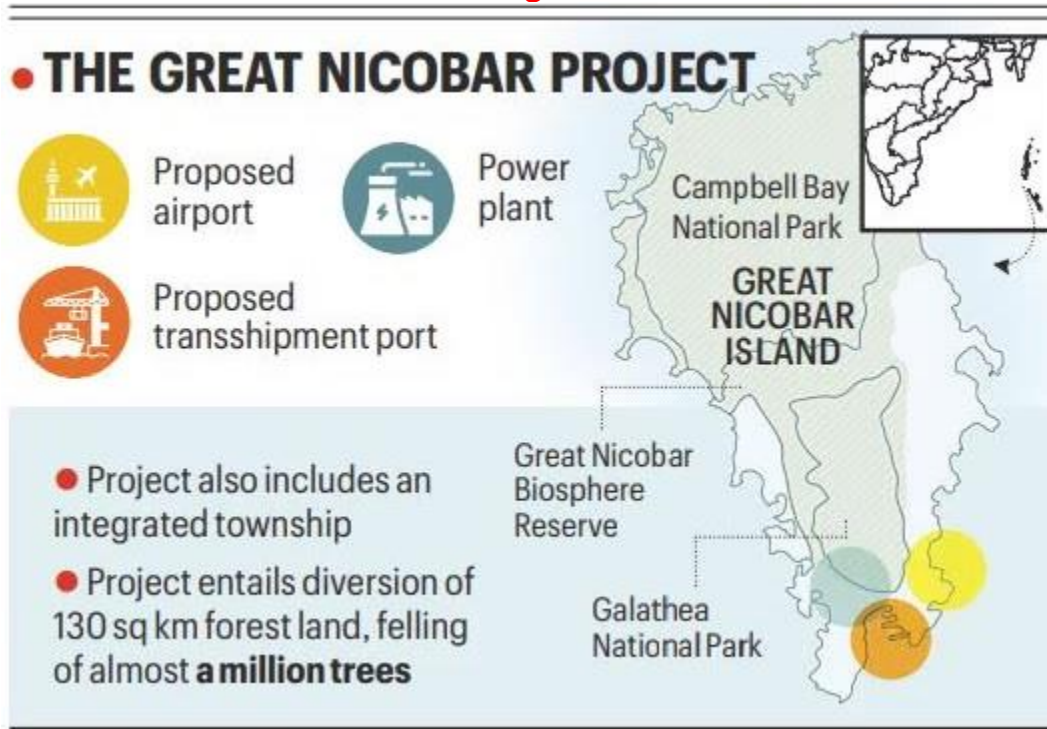 • THE GREAT NICOBAR PROJECT
Proposed
airport
Power
plant
Proposed
transshipment port
• Project also includes an
integrated township
• Project entails diversion of
130 sq km forest land, felling
of almost a million trees
Campbell Bay
National Park
GREAT
NICOBAR
ISLAND
Great Nicobar
Biosphere
Reserve
Galathea
National Park